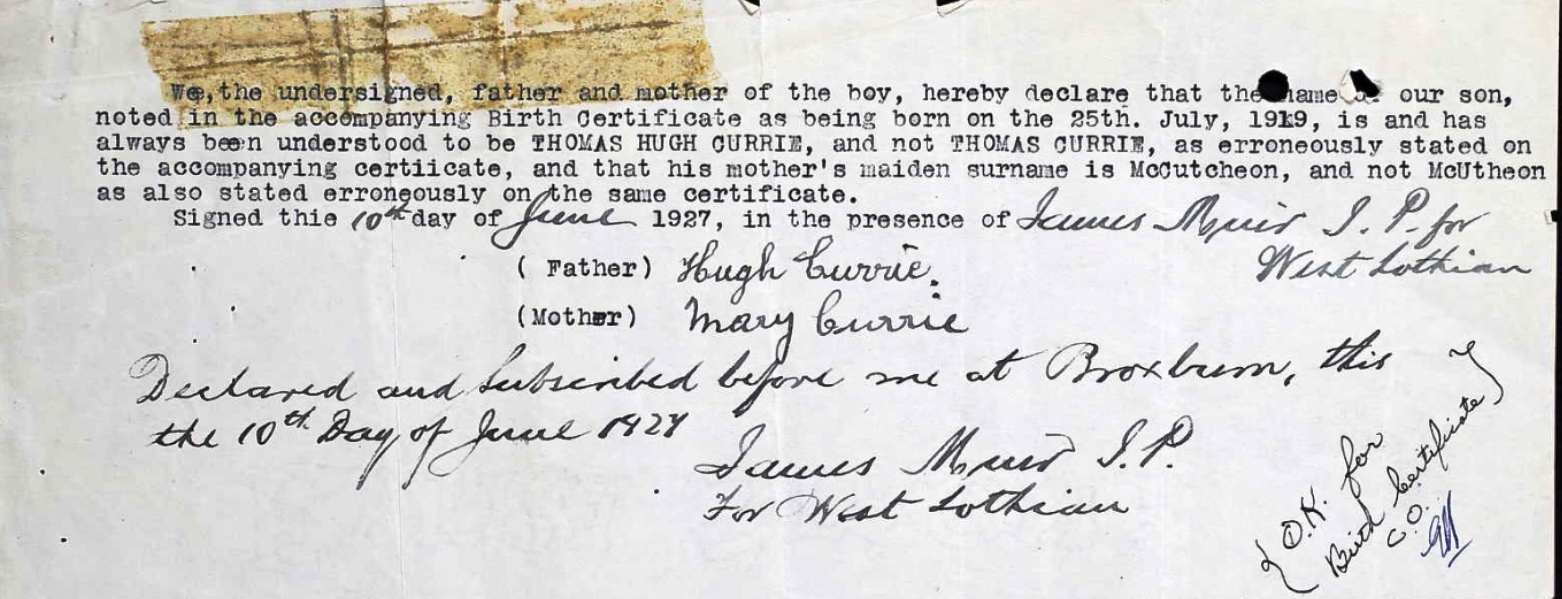 We, the undersigned, father and mother of the boy, hereby declare that the name our son,
noted in the accompanying Birth Certificate as being born on the 25th. July, 1919, is and has
always been understood to be THOMAS HUGH CURRIE, and not THOMAS CURRIE, as erroneously stated on
the accompanying certiicate, and that his mother's maiden surname is McCutcheon, and not McUtheon
as also stated erroneously on the same certificate.
Signed thie 10th day of June 1927, in the presence of James Muir J. P. for
West Lothian
( Father) Hugh Currie.
(Mother) Mary Currie
Declared and Subscribed before me at Broxburn, this
the 10th Day of June 1927
James Muir J.P.
For West Lothian
{ O.K. for
Birth Certificate }
C.O.